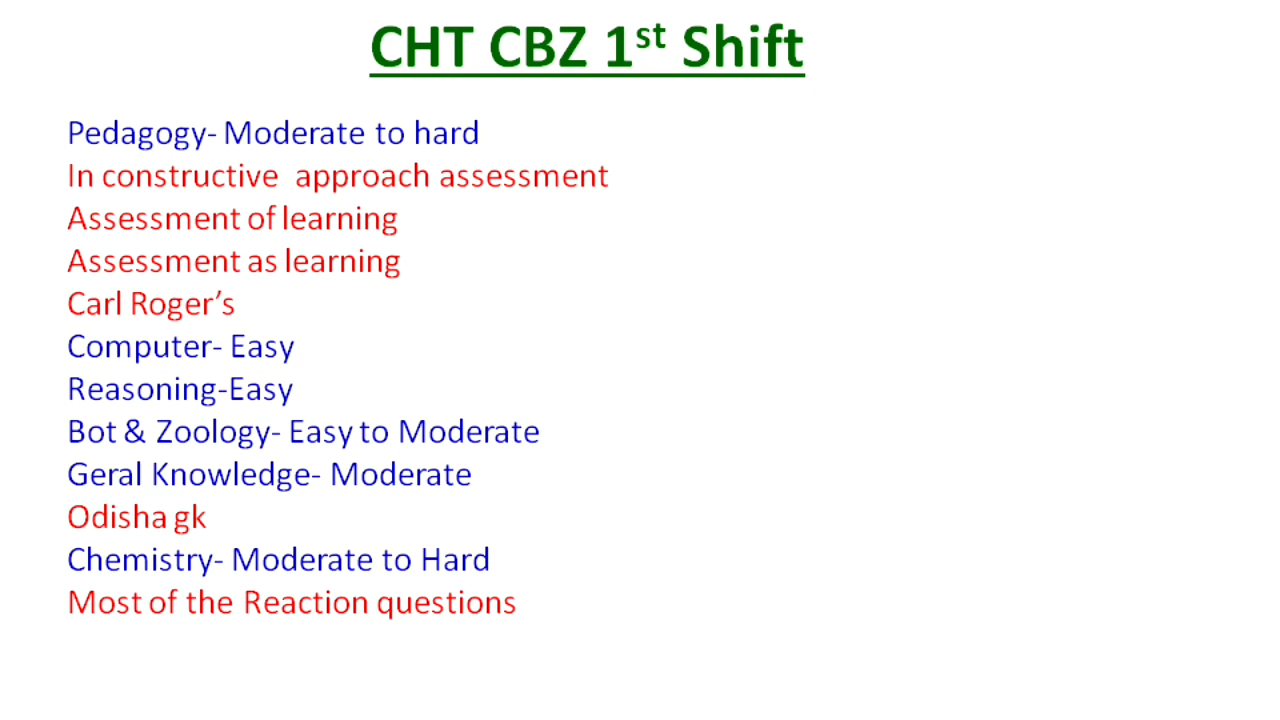 CHT CBZ 1st Shift
Pedagogy- Moderate to hard
In constructive approach assessment
Assessment of learning
Assessment as learning
Carl Roger’s
Computer- Easy
Reasoning-Easy
Bot & Zoology- Easy to Moderate
Geral Knowledge- Moderate
Odisha gk
Chemistry- Moderate to Hard
Most of the Reaction questions